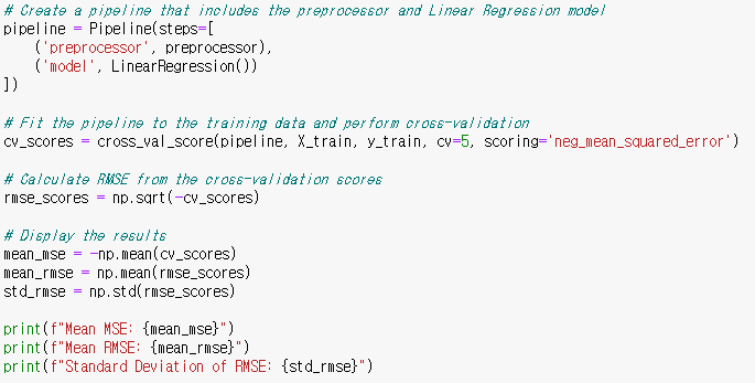 # Create a pipeline that includes the preprocessor and Linear Regression model
pipeline = Pipeline(steps=[
    ('preprocessor', preprocessor),
    ('model', LinearRegression())
])

# Fit the pipeline to the training data and perform cross-validation
cv_scores = cross_val_score(pipeline, X_train, y_train, cv=5, scoring='neg_mean_squared_error')

# Calculate RMSE from the cross-validation scores
rmse_scores = np.sqrt(-cv_scores)

# Display the results
mean_mse = -np.mean(cv_scores)
mean_rmse = np.mean(rmse_scores)
std_rmse = np.std(rmse_scores)

print(f"Mean MSE: {mean_mse}")
print(f"Mean RMSE: {mean_rmse}")
print(f"Standard Deviation of RMSE: {std_rmse}")